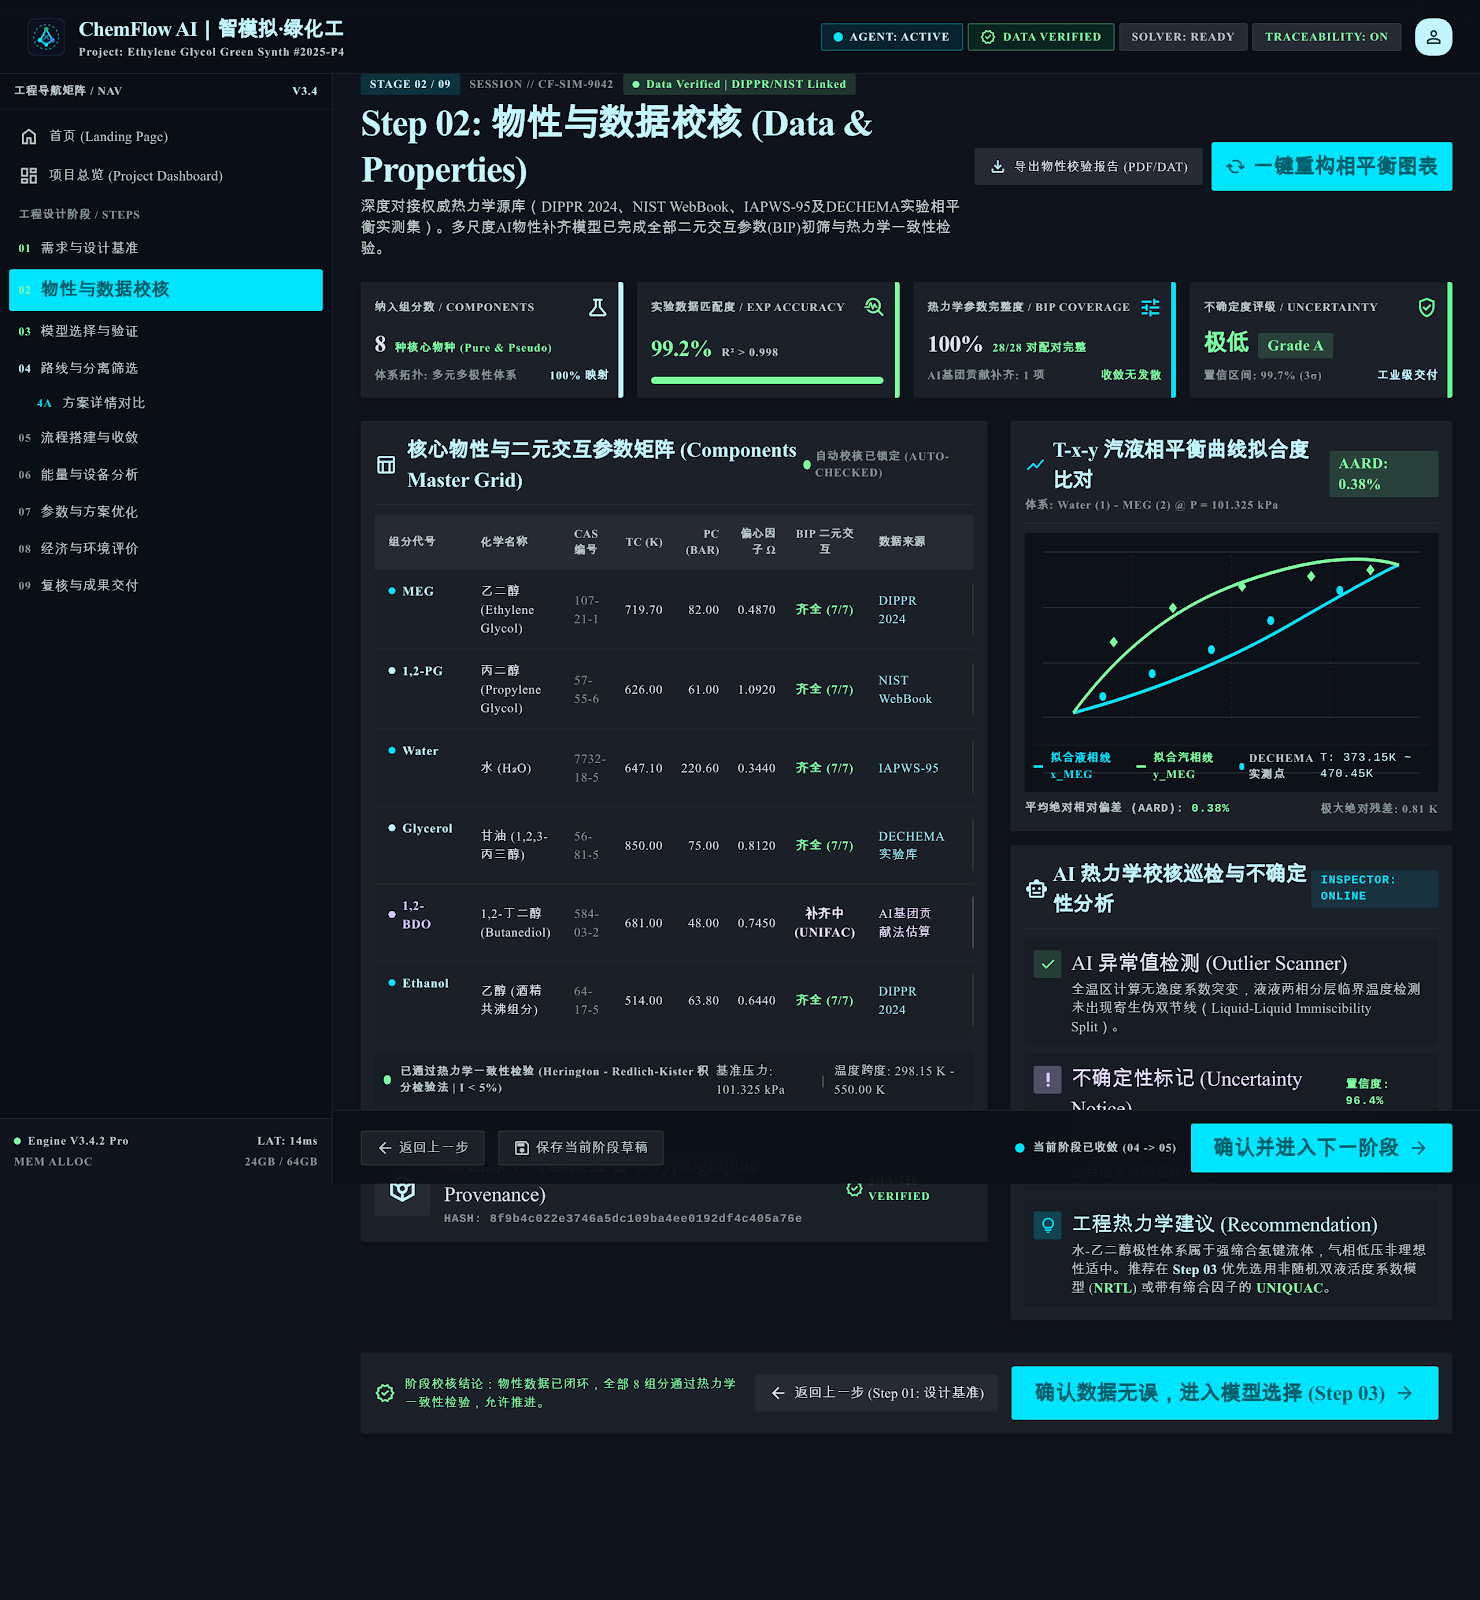 ChemFlow AI｜智模拟·绿化工
Project: Ethylene Glycol Green Synth #2025-P4
AGENT: ACTIVE
DATA VERIFIED
SOLVER: READY
TRACEABILITY: ON
工程导航矩阵 / NAV
V3.4
首页 (Landing Page)
项目总览 (Project Dashboard)
工程设计阶段 / STEPS
01 需求与设计基准
02 物性与数据校核
03 模型选择与验证
04 路线与分离筛选
4A 方案详情对比
05 流程搭建与收敛
06 能量与设备分析
07 参数与方案优化
08 经济与环境评价
09 复核与成果交付
Engine V3.4.2 Pro
LAT: 14ms
MEM ALLOC
24GB / 64GB
STAGE 02 / 09
SESSION // CF-SIM-9042
Data Verified | DIPPR/NIST Linked
Step 02: 物性与数据校核 (Data &
Properties)
深度对接权威热力学源库（DIPPR 2024、NIST WebBook、IAPWS-95及DECHEMA实验相平
衡实测集）。多尺度AI物性补齐模型已完成全部二元交互参数(BIP)初筛与热力学一致性检
验。
导出物性校验报告 (PDF/DAT)
一键重构相平衡图表
纳入组分数 / COMPONENTS
8 种核心物种 (Pure & Pseudo)
体系拓扑: 多元多极性体系
100% 映射
实验数据匹配度 / EXP ACCURACY
99.2% R² > 0.998
热力学参数完整度 / BIP COVERAGE
100% 28/28 对配对完整
AI基团贡献补齐: 1 项
收敛无发散
不确定度评级 / UNCERTAINTY
极低 Grade A
置信区间: 99.7% (3σ)
工业级交付
核心物性与二元交互参数矩阵 (Components
Master Grid)
自动校核已锁定 (AUTO-
CHECKED)
组分代号
化学名称
CAS
编号
TC (K)
PC
(BAR)
偏心因
子 Ω
BIP 二元交
互
数据来源
MEG
乙二醇
(Ethylene
Glycol)
107-
21-1
719.70
82.00
0.4870
齐全 (7/7)
DIPPR
2024
1,2-PG
丙二醇
(Propylene
Glycol)
57-
55-6
626.00
61.00
1.0920
齐全 (7/7)
NIST
WebBook
Water
水 (H₂O)
7732-
18-5
647.10
220.60
0.3440
齐全 (7/7)
IAPWS-95
Glycerol
甘油 (1,2,3-
丙三醇)
56-
81-5
850.00
75.00
0.8120
齐全 (7/7)
DECHEMA
实验库
1,2-
BDO
1,2-丁二醇
(Butanediol)
584-
03-2
681.00
48.00
0.7450
补齐中
(UNIFAC)
AI基团贡
献法估算
Ethanol
乙醇 (酒精
共沸组分)
64-
17-5
514.00
63.80
0.6440
齐全 (7/7)
DIPPR
2024
已通过热力学一致性检验 (Herington - Redlich-Kister 积
分检验法 | I < 5%)
基准压力:
101.325 kPa
|
温度跨度: 298.15 K -
550.00 K
Provenance)
HASH: 8f9b4c022e3746a5dc109ba4ee0192df4c405a76e
VERIFIED
T-x-y 汽液相平衡曲线拟合度
比对
AARD:
0.38%
体系: Water (1) - MEG (2) @ P = 101.325 kPa
拟合液相线
x_MEG
拟合汽相线
y_MEG
DECHEMA
实测点
T: 373.15K ~
470.45K
平均绝对相对偏差 (AARD): 0.38%
极大绝对残差: 0.81 K
AI 热力学校核巡检与不确定
性分析
INSPECTOR:
ONLINE
AI 异常值检测 (Outlier Scanner)
全温区计算无逸度系数突变，液液两相分层临界温度检测
未出现寄生伪双节线（Liquid-Liquid Immiscibility
Split）。
不确定性标记 (Uncertainty
Notice)
置信度:
96.4%
工程热力学建议 (Recommendation)
水-乙二醇极性体系属于强缔合氢键流体，气相低压非理想
性适中。推荐在 Step 03 优先选用非随机双液活度系数模
型 (NRTL) 或带有缔合因子的 UNIQUAC。
返回上一步
保存当前阶段草稿
当前阶段已收敛 (04 -> 05)
确认并进入下一阶段
阶段校核结论：物性数据已闭环，全部 8 组分通过热力学
一致性检验，允许推进。
返回上一步 (Step 01: 设计基准)
确认数据无误，进入模型选择 (Step 03)